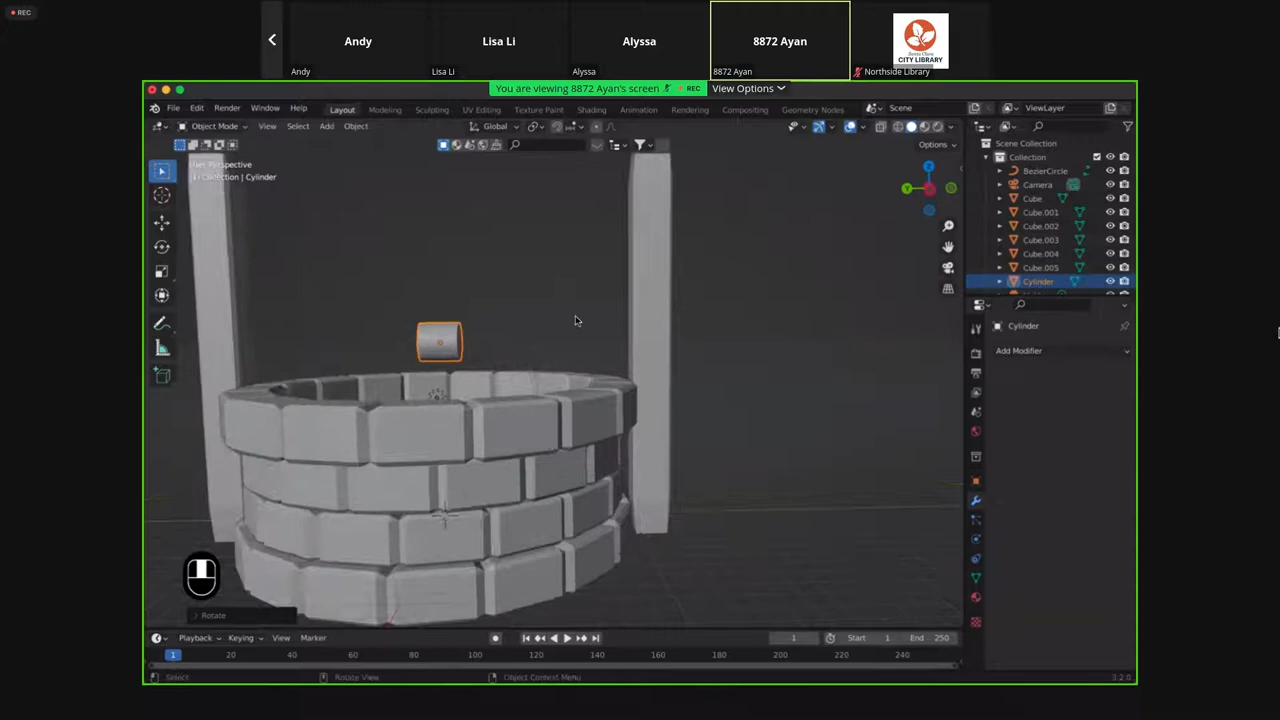 REC
Andy
Lisa Li
Alyssa
8872 Ayan
Santa Clara
CITY LIBRARY
Andy
Lisa Li
Alyssa
8872 Ayan
Northside Library
You are viewing 8872 Ayan's screen
REC
View Options
File Edit Render Window Help
Layout Modeling Sculpting UV Editing Texture Paint Shading Animation Rendering Compositing Geometry Nodes
Scene
ViewLayer
Object Mode View Select Add Object
Global
Options
User Perspective
(1) Collection | Cylinder
Z
Y
Scene Collection
Collection
BezierCircle
Camera
Cube
Cube.001
Cube.002
Cube.003
Cube.004
Cube.005
Cylinder
Cylinder
Add Modifier
Rotate
Playback Keying View Marker
1
Start 1
End 250
1 20 40 60 80 100 120 140 160 180 200 220 240
Select
Rotate View
Object Context Menu
3.2.0